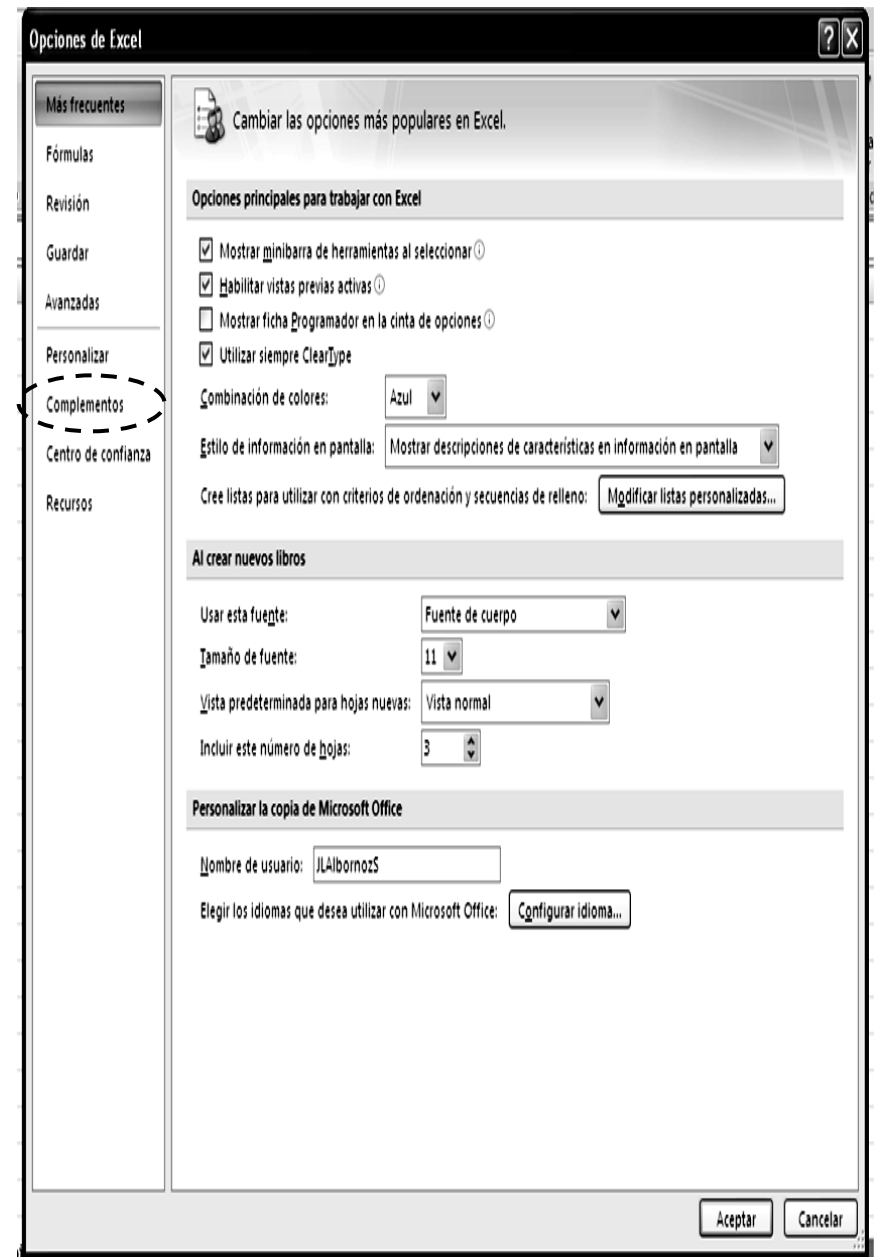 Opciones de Excel
Más frecuentes
Fórmulas
Revisión
Guardar
Avanzadas
Personalizar
Complementos
Centro de confianza
Recursos
Cambiar las opciones más populares en Excel.
Opciones principales para trabajar con Excel
Mostrar minibarra de herramientas al seleccionar
Habilitar vistas previas activas
Mostrar ficha Programador en la cinta de opciones
Utilizar siempre ClearType
Combinación de colores: Azul
Estilo de información en pantalla: Mostrar descripciones de características en información en pantalla
Cree listas para utilizar con criterios de ordenación y secuencias de relleno: Modificar listas personalizadas...
Al crear nuevos libros
Usar esta fuente: Fuente de cuerpo
Tamaño de fuente: 11
Vista predeterminada para hojas nuevas: Vista normal
Incluir este número de hojas: 3
Personalizar la copia de Microsoft Office
Nombre de usuario: JLAlbornozS
Elegir los idiomas que desea utilizar con Microsoft Office: Configurar idioma...
Aceptar Cancelar